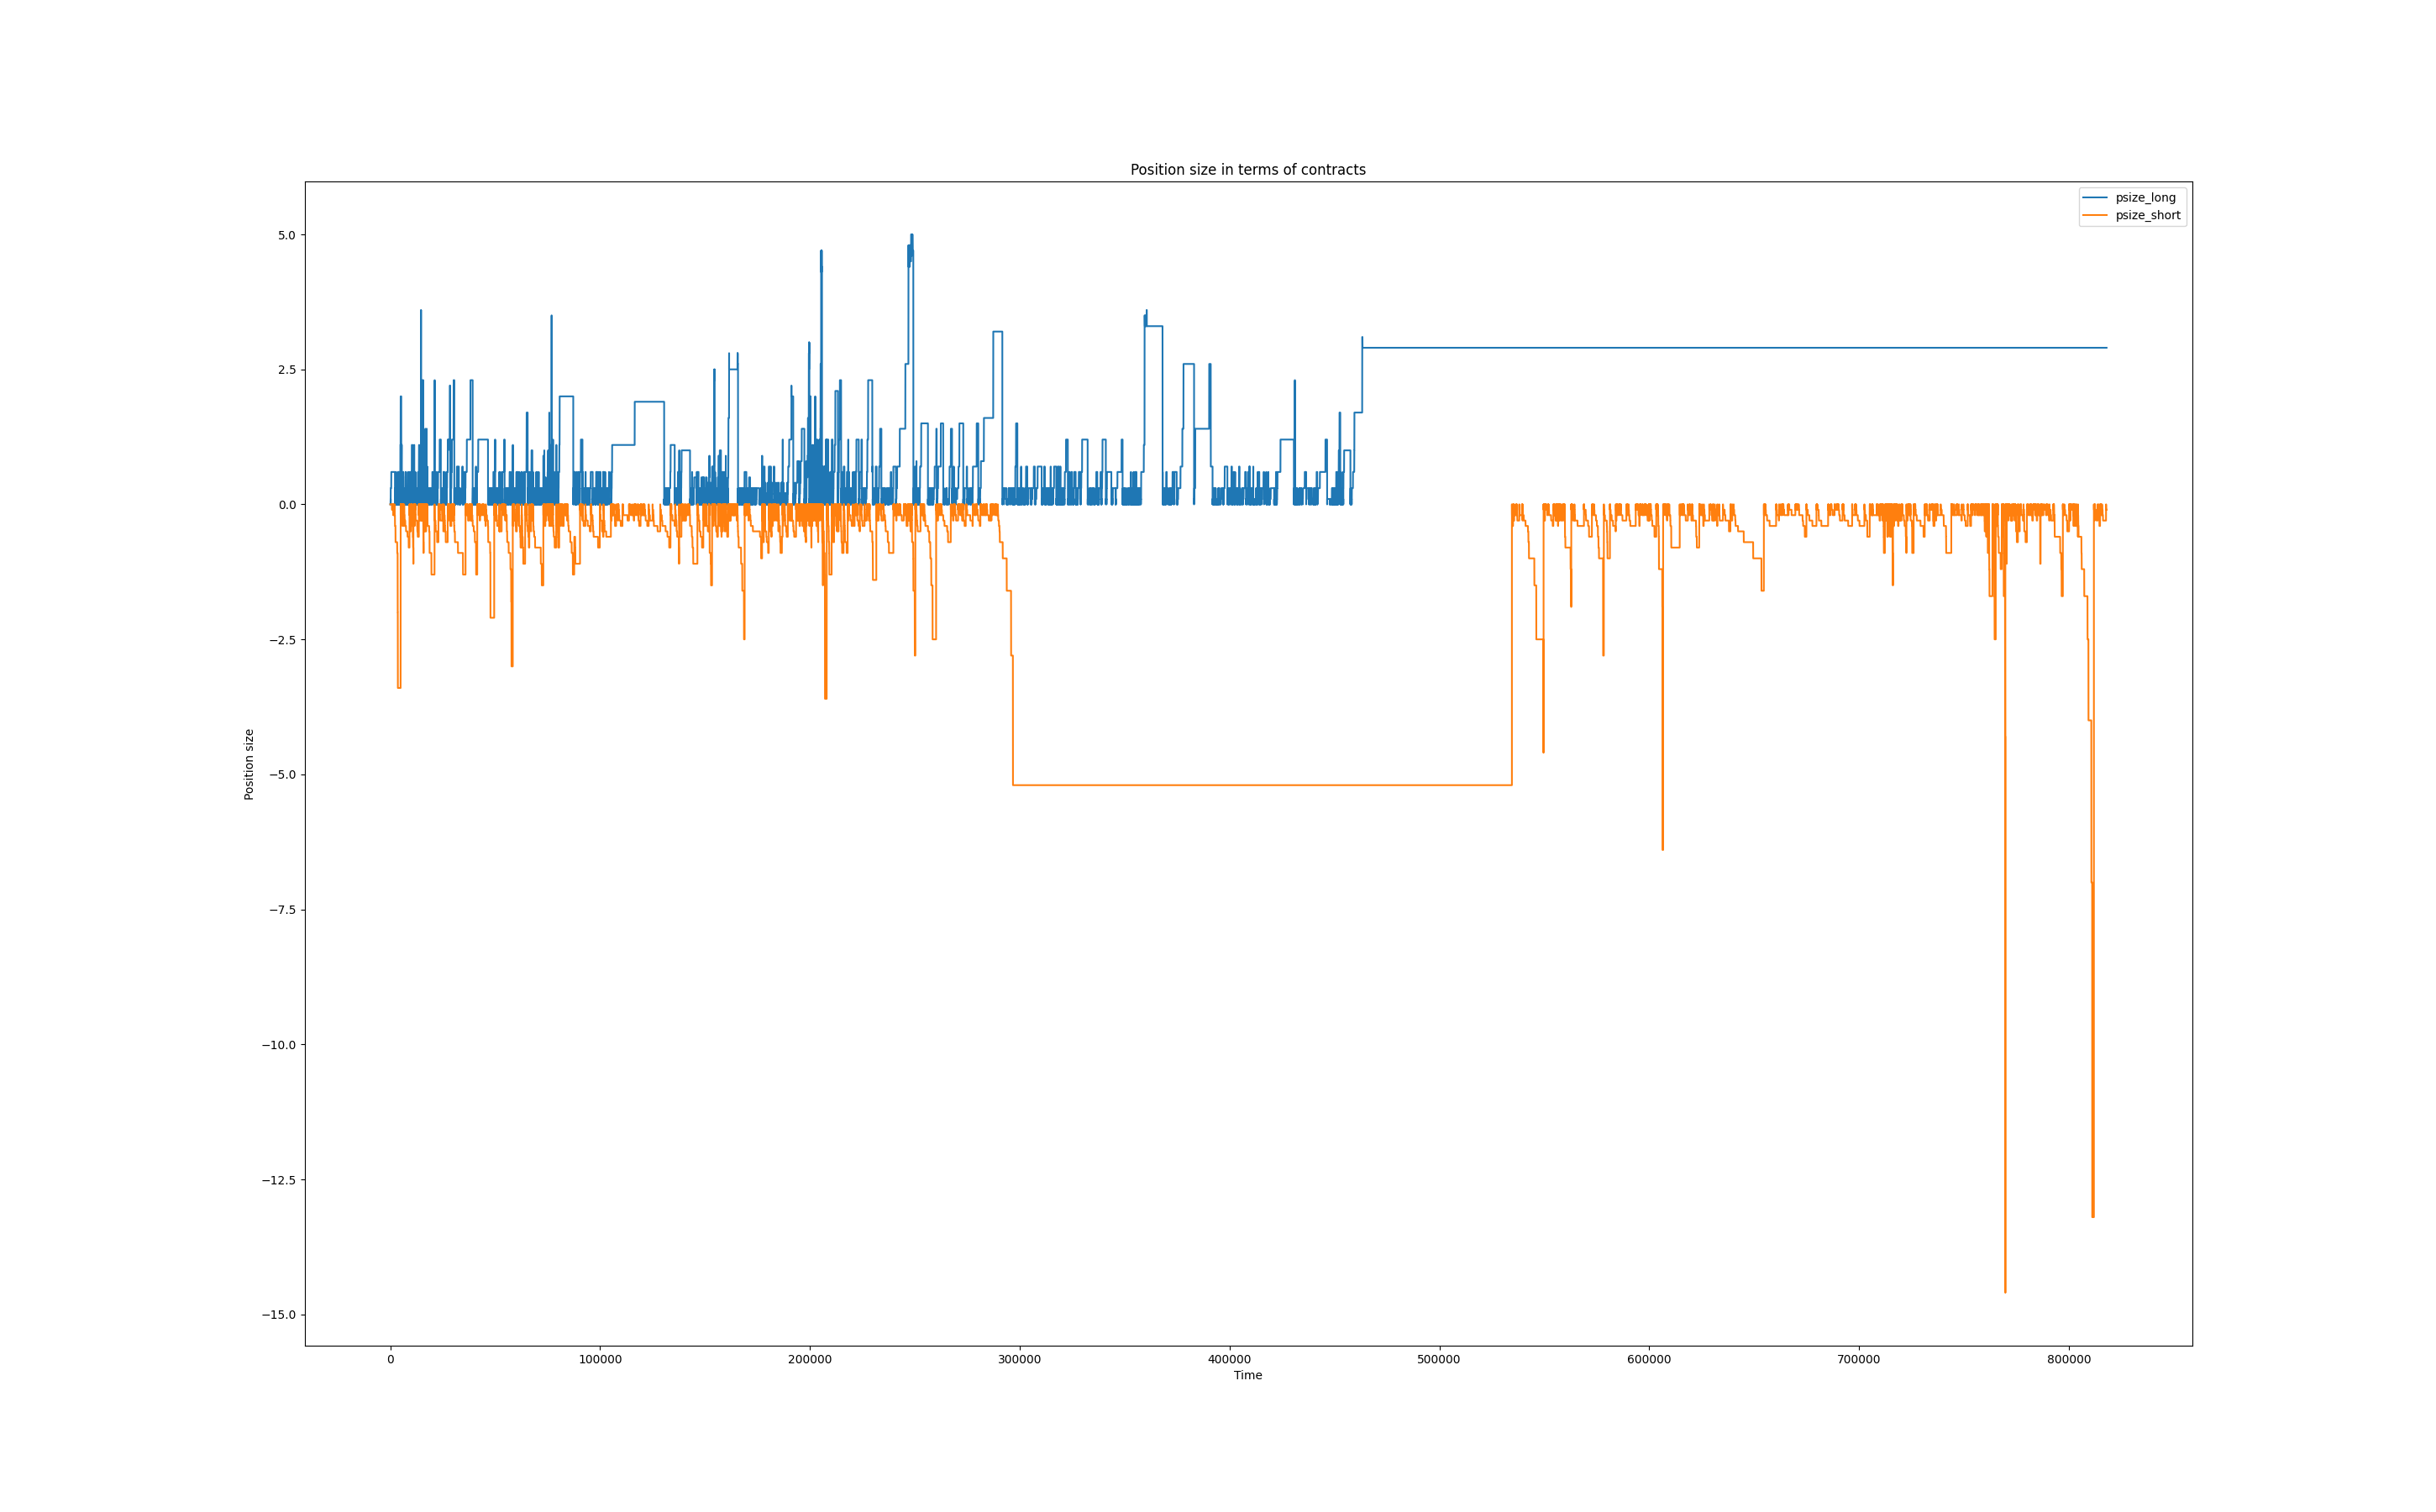 Position size in terms of contracts
psize_long
psize_short
5.0
2.5
0.0
−2.5
−5.0
−7.5
−10.0
−12.5
−15.0
Position size
0 100000 200000 300000 400000 500000 600000 700000 800000
Time